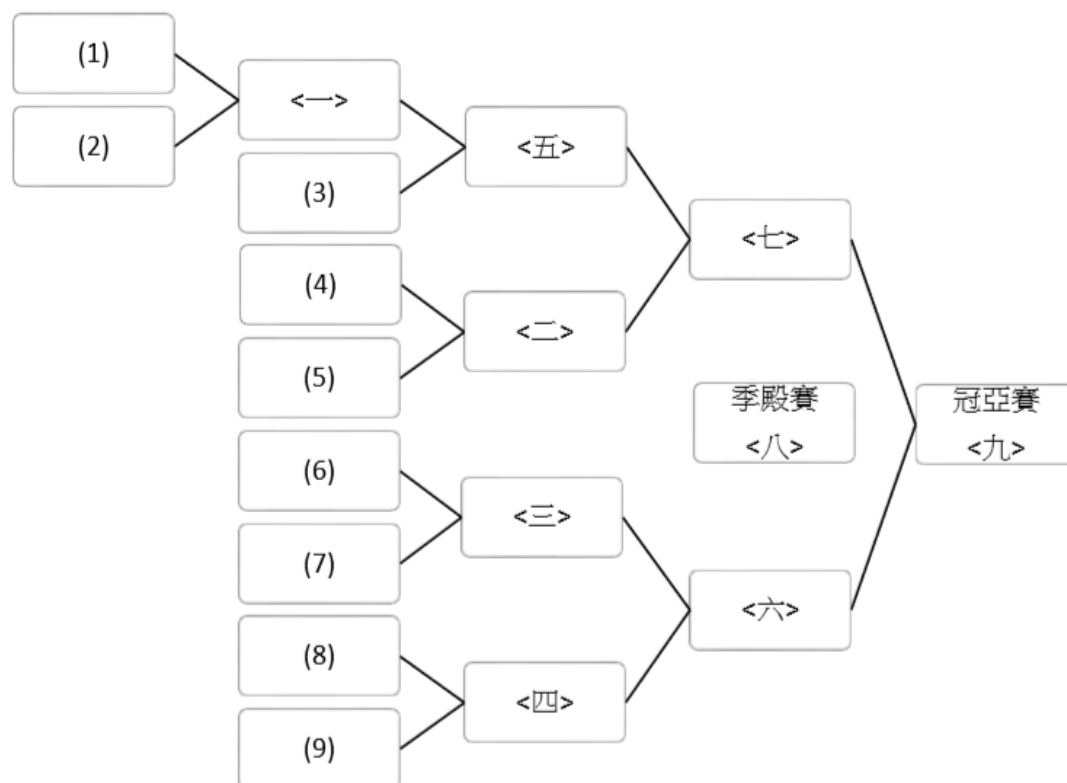 (1)
(2)
<一>
(3)
<五>
(4)
(5)
<二>
<七>
(6)
(7)
<三>
(8)
(9)
<四>
<六>
季殿賽
<八>
冠亞賽
<九>